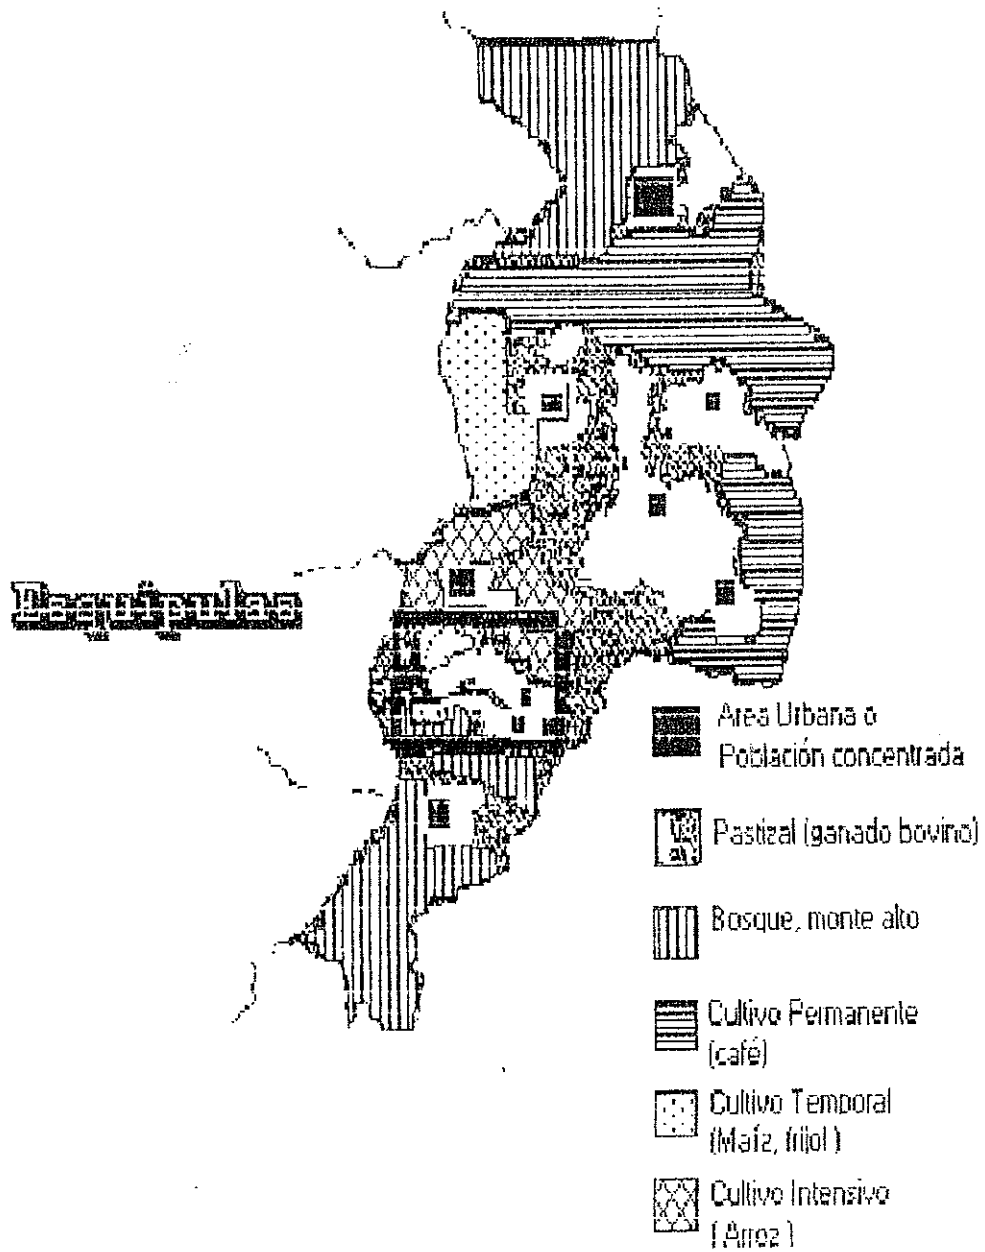 Area Urbana o
Población concentrada
Pastizal (ganado bovino)
Bosque, monte alto
Cultivo Permanente
(café)
Cultivo Temporal
(Maíz, frijol)
Cultivo Intensivo
(Arroz)